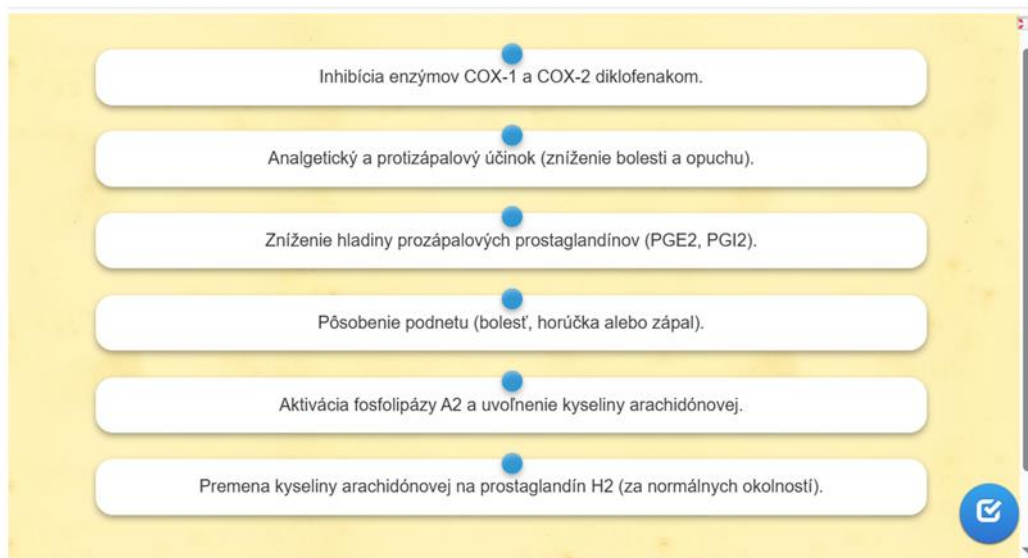 Inhibícia enzýmov COX-1 a COX-2 diklofenakom.
Analgetický a protizápalový účinok (zníženie bolesti a opuchu).
Zníženie hladiny prozápalových prostaglandínov (PGE2, PGI2).
Pôsobenie podnetu (bolesť, horúčka alebo zápal).
Aktivácia fosfolipázy A2 a uvoľnenie kyseliny arachidónovej.
Premena kyseliny arachidónovej na prostaglandín H2 (za normálnych okolností).